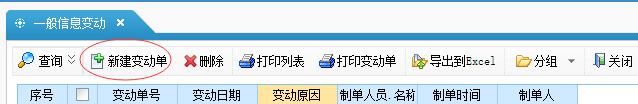 一般信息变动
查询 新建变动单 删除 打印列表 打印变动单 导出到Excel 分组 关闭
序号 变动单号 变动日期 变动原因 制单人员.名称 制单时间 制单人